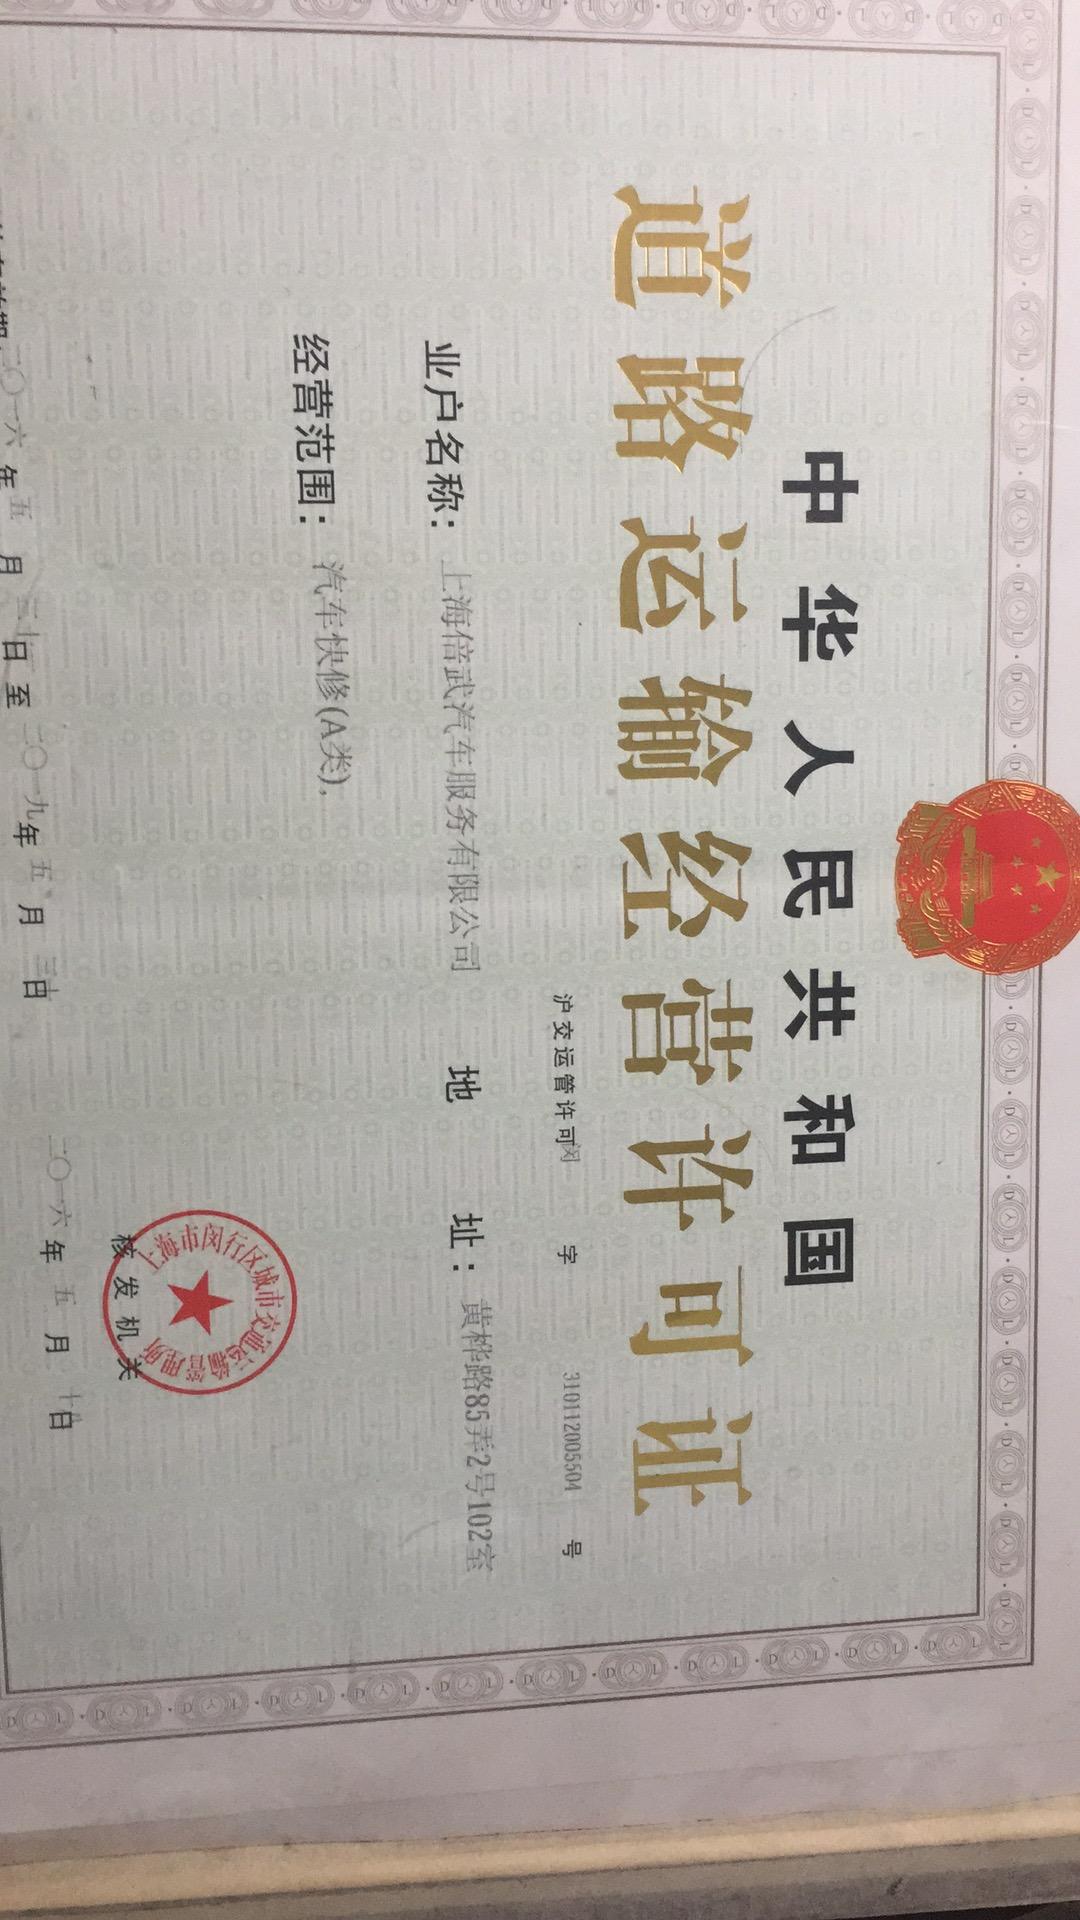 中华人民共和国
道路运输经营许可证
沪交运管许可闵 字 310112005504 号
业户名称：上海倍武汽车服务有限公司 地 址：黄桦路85弄2号102室
经营范围：汽车快修(A类),
上海市闵行区城市交通运输管理所
核发机关
二〇一六年五月 日至二〇一九年五月 日
二〇一六年五月十八日